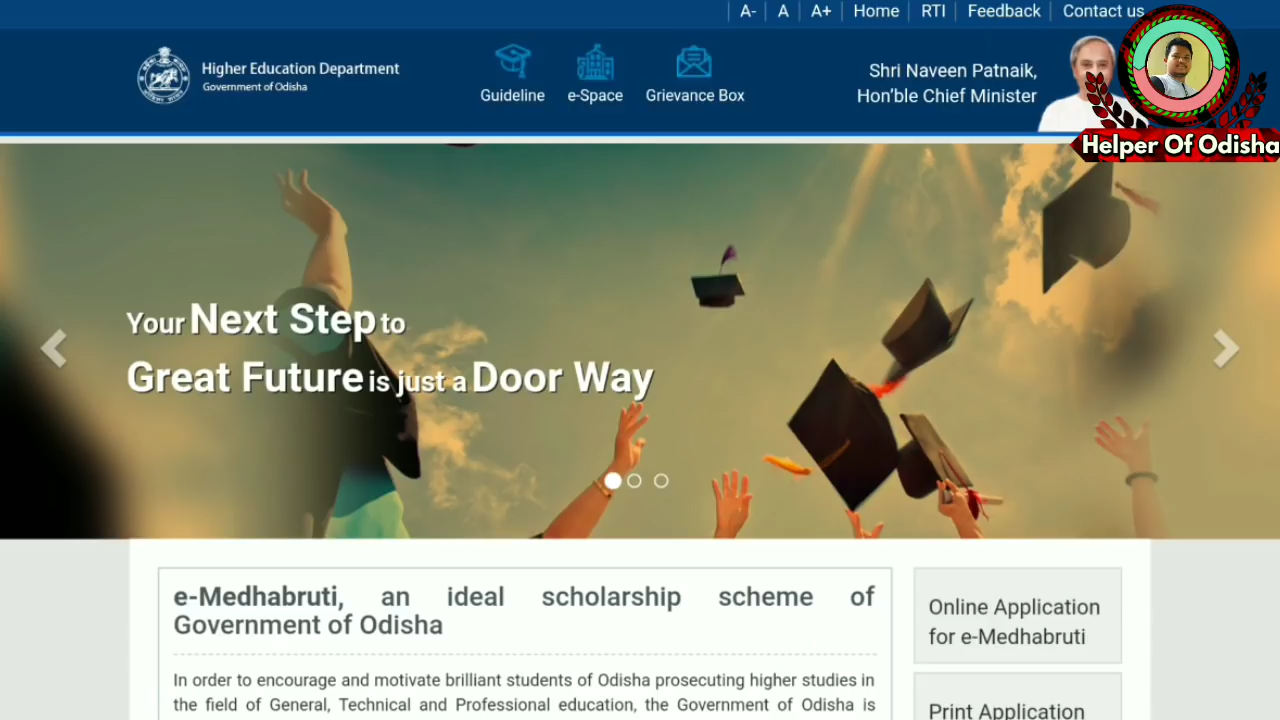 A- A A+ Home RTI Feedback Contact us
Higher Education Department
Government of Odisha
Guideline e-Space Grievance Box
Shri Naveen Patnaik,
Hon’ble Chief Minister
Helper Of Odisha
Your Next Step to
Great Future is just a Door Way
e-Medhabruti, an ideal scholarship scheme of
Government of Odisha
In order to encourage and motivate brilliant students of Odisha prosecuting higher studies in
the field of General, Technical and Professional education, the Government of Odisha is
Online Application
for e-Medhabruti
Print Application